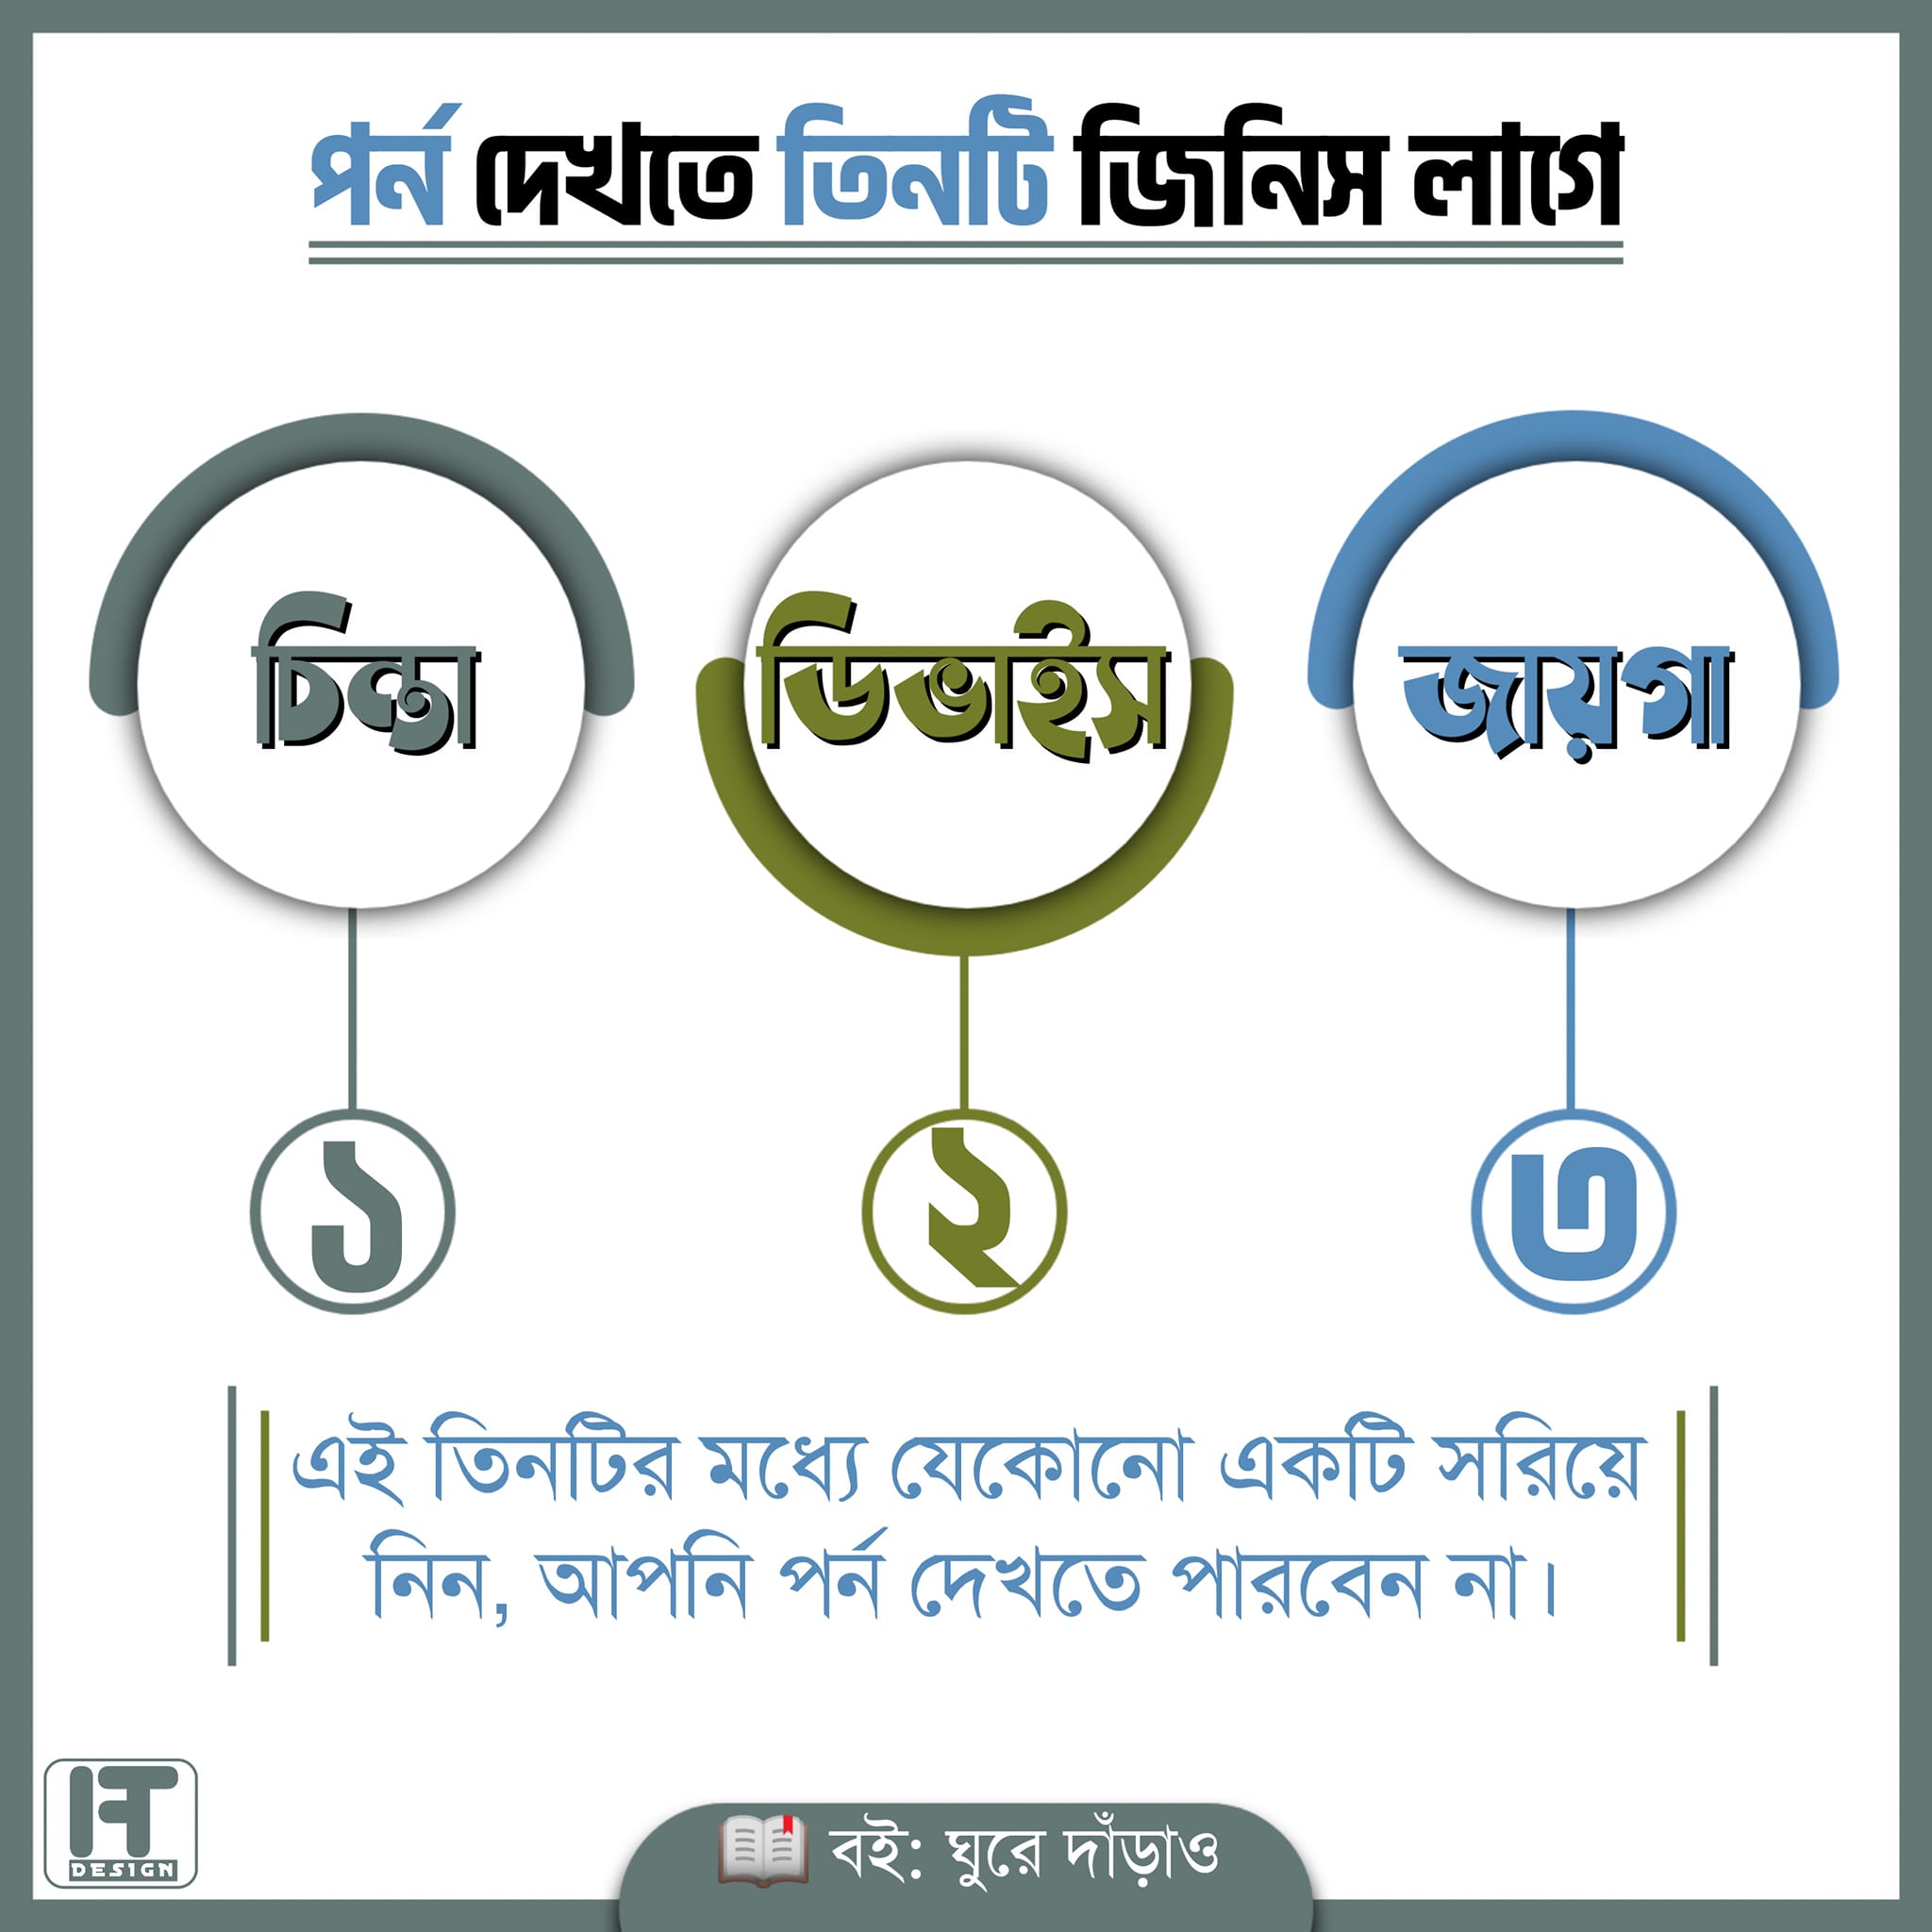 পর্ন দেখতে তিনটি জিনিস লাগে
চিন্তা
ডিভাইস
জায়গা
১
২
৩
এই তিনটির মধ্যে যেকোনো একটি সরিয়ে
নিন, আপনি পর্ন দেখতে পারবেন না।
বই: ঘুরে দাঁড়াও
DESIGN